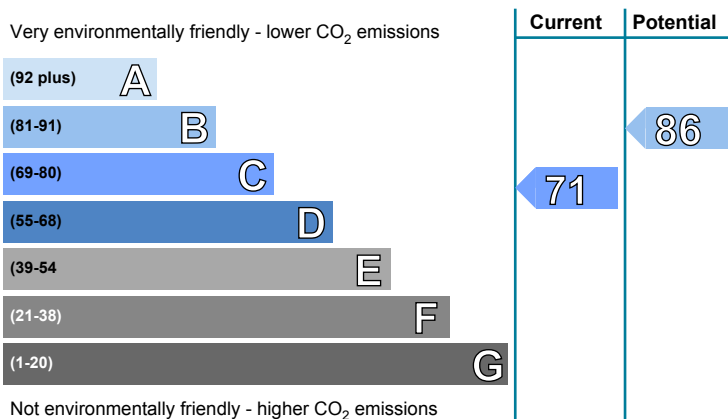 Current Potential
Very environmentally friendly - lower CO2 emissions
(92 plus) A
(81-91) B 86
(69-80) C 71
(55-68) D
(39-54 E
(21-38) F
(1-20) G
Not environmentally friendly - higher CO2 emissions